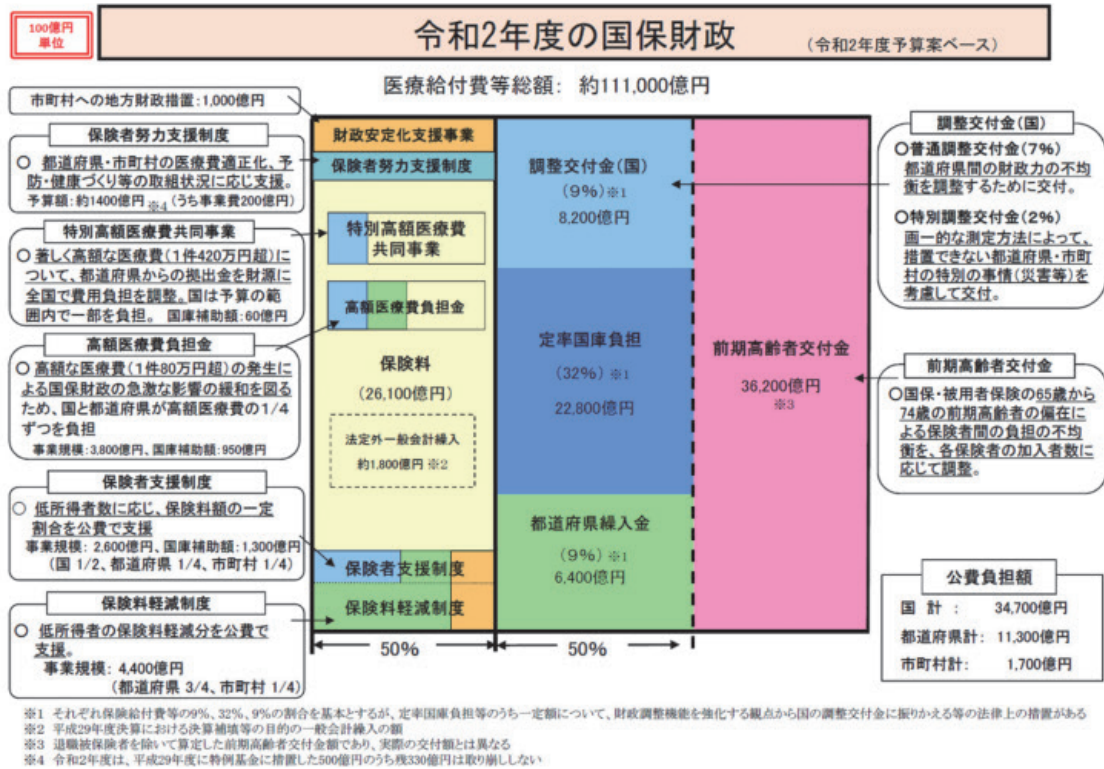 100億円
単位
令和2年度の国保財政
(令和2年度予算案ベース)
医療給付費等総額: 約111,000億円
市町村への地方財政措置:1,000億円
保険者努力支援制度
○ 都道府県・市町村の医療費適正化、予
防・健康づくり等の取組状況に応じ支援。
予算額:約1400億円※4(うち事業費200億円)
特別高額医療費共同事業
○ 著しく高額な医療費(1件420万円超)に
ついて、都道府県からの拠出金を財源に
全国で費用負担を調整。国は予算の範
囲内で一部を負担。 国庫補助額:60億円
高額医療費負担金
○ 高額な医療費(1件80万円超)の発生に
よる国保財政の急激な影響の緩和を図る
ため、国と都道府県が高額医療費の1/4
ずつを負担
事業規模:3,800億円、国庫補助額:950億円
保険者支援制度
○ 低所得者数に応じ、保険料額の一定
割合を公費で支援
事業規模:2,600億円、国庫補助額:1,300億円
(国 1/2、都道府県 1/4、市町村 1/4)
保険料軽減制度
○ 低所得者の保険料軽減分を公費で
支援。
事業規模:4,400億円
(都道府県 3/4、市町村 1/4)
財政安定化支援事業
保険者努力支援制度
特別高額医療費
共同事業
高額医療費負担金
保険料
(26,100億円)
法定外一般会計繰入
約1,800億円 ※2
保険者支援制度
保険料軽減制度
50%
調整交付金(国)
(9%)※1
8,200億円
定率国庫負担
(32%)※1
22,800億円
都道府県繰入金
(9%)※1
6,400億円
50%
前期高齢者交付金
36,200億円
※3
調整交付金(国)
○普通調整交付金(7%)
都道府県間の財政力の不均
衡を調整するために交付。
○特別調整交付金(2%)
画一的な測定方法によって、
措置できない都道府県・市町
村の特別の事情(災害等)を
考慮して交付。
前期高齢者交付金
○国保・被用者保険の65歳から
74歳の前期高齢者の偏在に
よる保険者間の負担の不均
衡を、各保険者の加入者数に
応じて調整。
公費負担額
国 計 : 34,700億円
都道府県計: 11,300億円
市町村計: 1,700億円
※1 それぞれ保険給付費等の9%、32%、9%の割合を基本とするが、定率国庫負担等のうち一定額について、財政調整機能を強化する観点から国の調整交付金に振りかえる等の法律上の措置がある
※2 平成29年度決算における決算補填等の目的の一般会計繰入の額
※3 退職被保険者を除いて算定した前期高齢者交付金額であり、実際の交付額とは異なる
※4 令和2年度は、平成29年度に特例基金に措置した500億円のうち残330億円は取り崩ししない